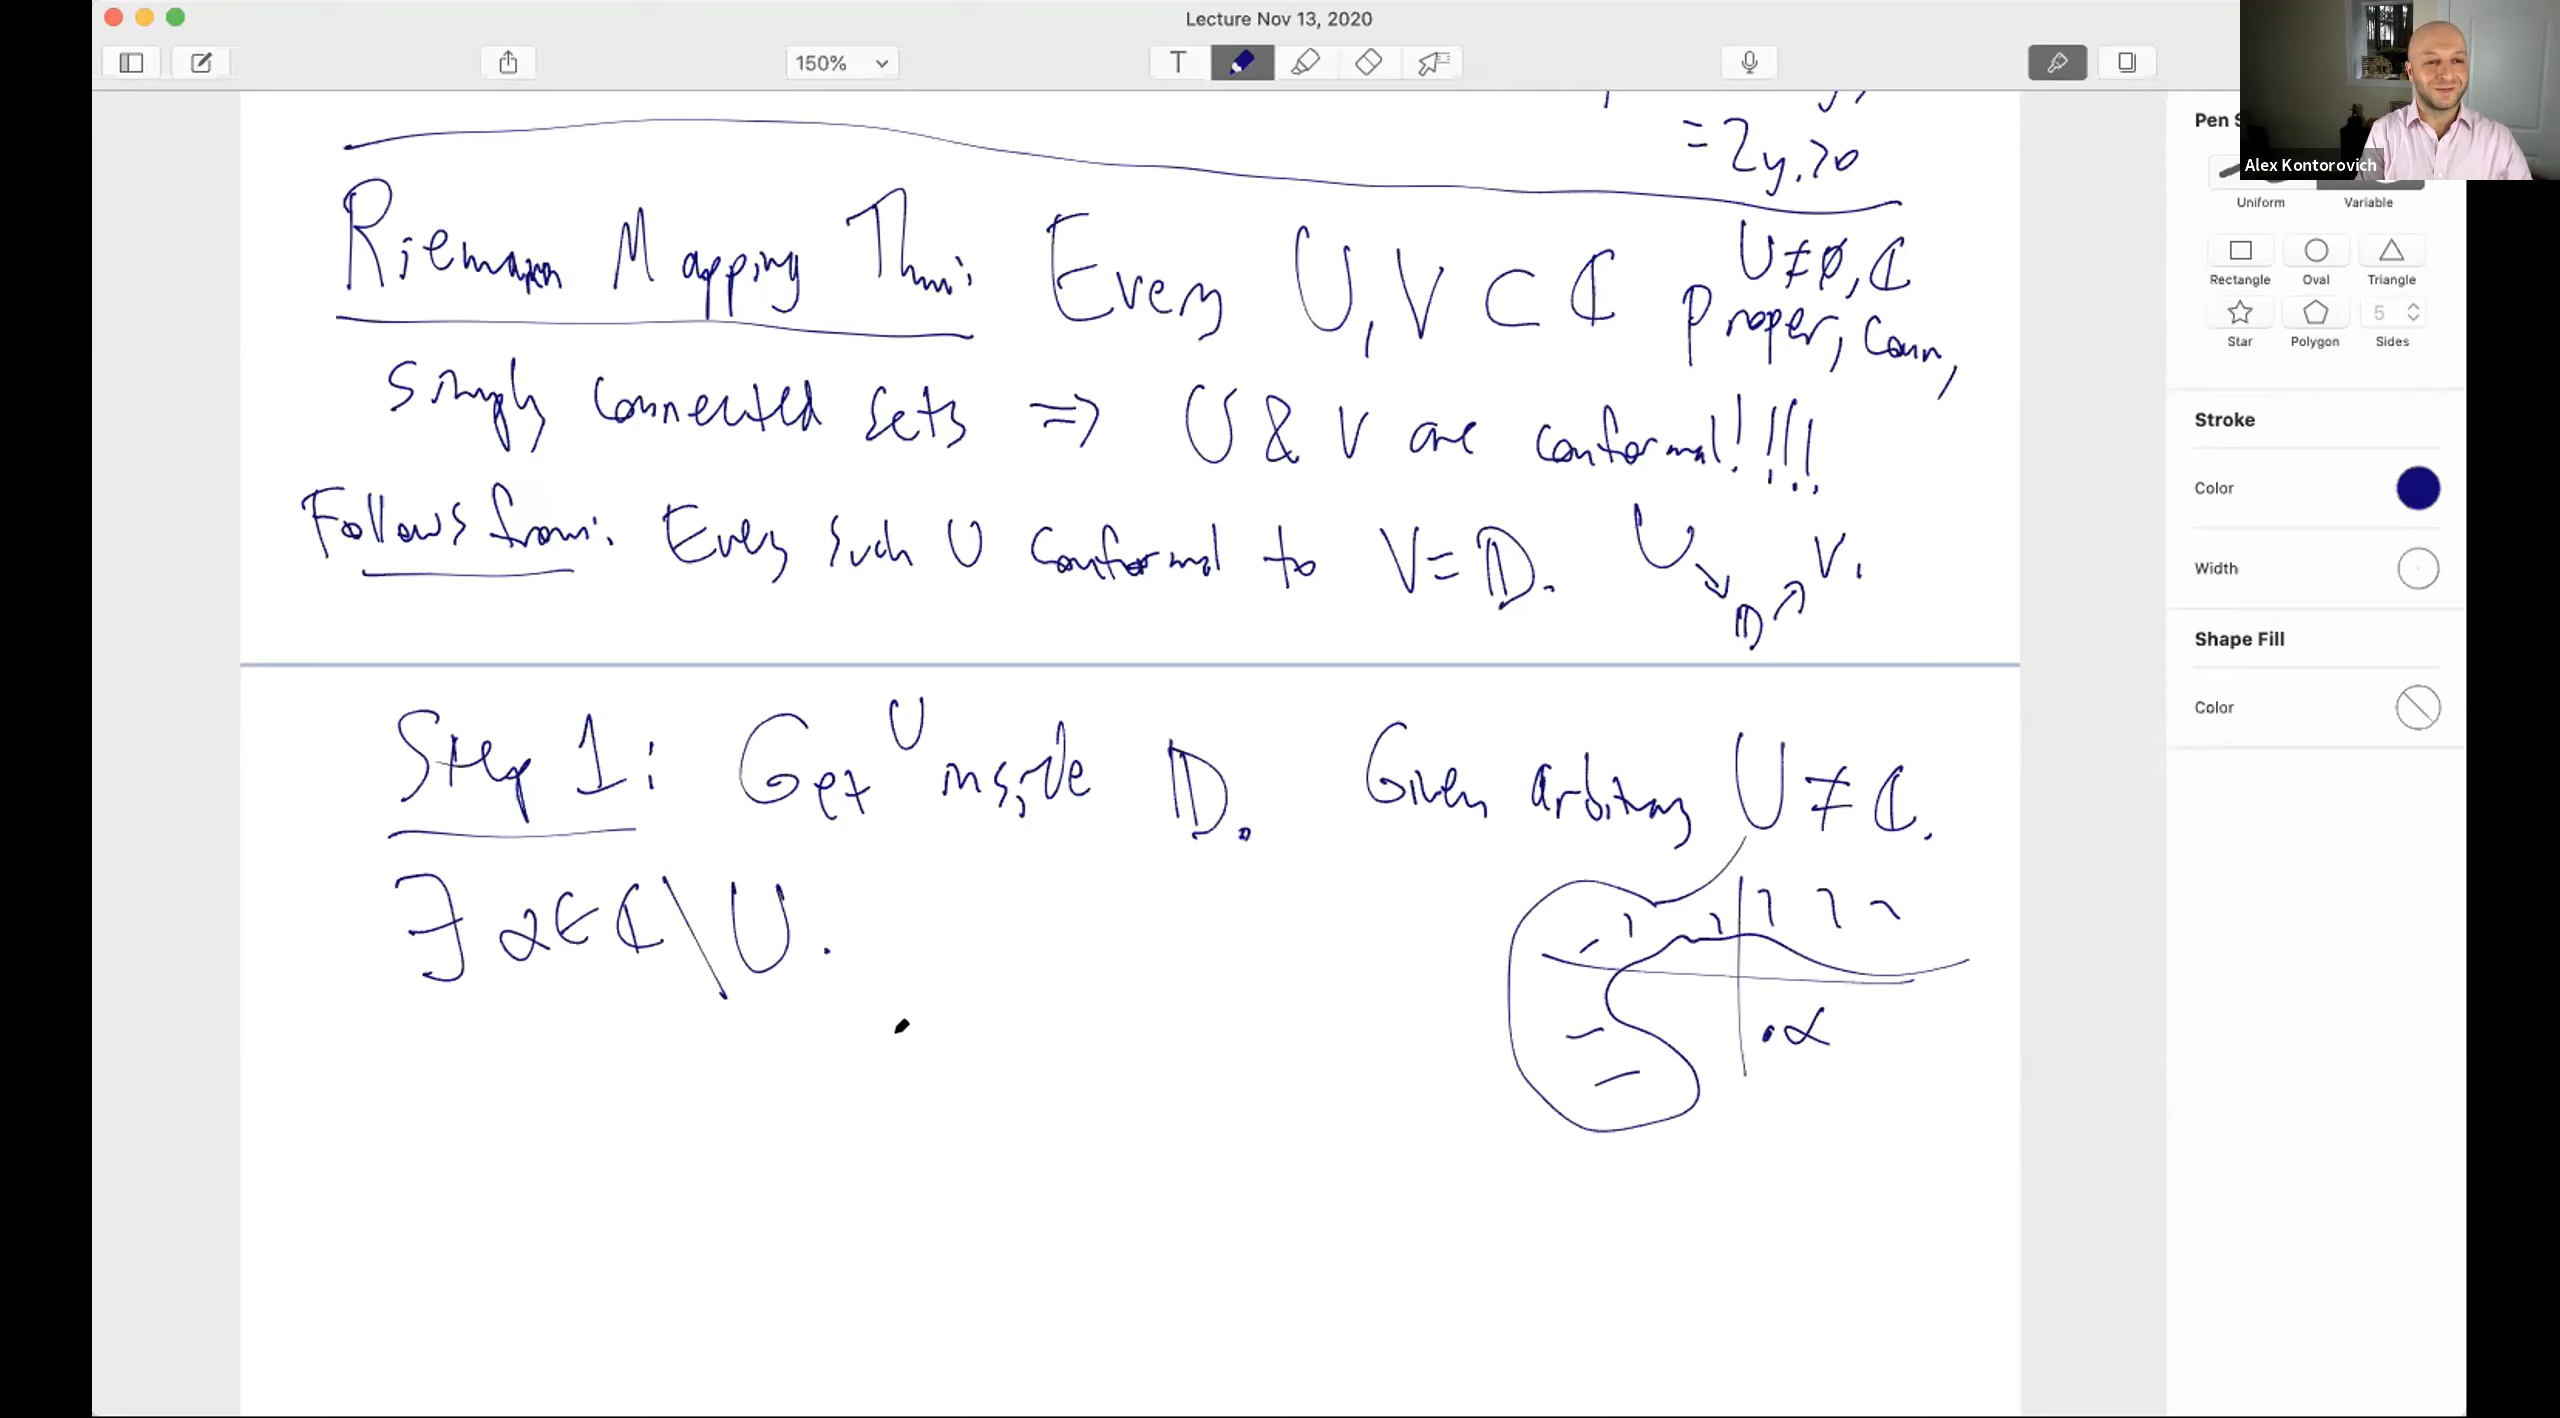 Lecture Nov 13, 2020
150%
T
Alex Kontorovich
= 2y, >0
Riemann Mapping Thm: Every U, V ⊂ ℂ
U ≠ ∅, ℂ
Proper, Conn,
Simply connected sets ⇒ U & V are conformal!!!!
Follows from: Every such U conformal to V = 𝔻. U ↘ 𝔻 ↗ V.
Step 1: Get U inside 𝔻. Given arbitrary U ≠ ℂ.
∃ α ∈ ℂ \ U.
. α
Pen S
Uniform
Variable
Rectangle
Oval
Triangle
5
Star
Polygon
Sides
Stroke
Color
Width
Shape Fill
Color